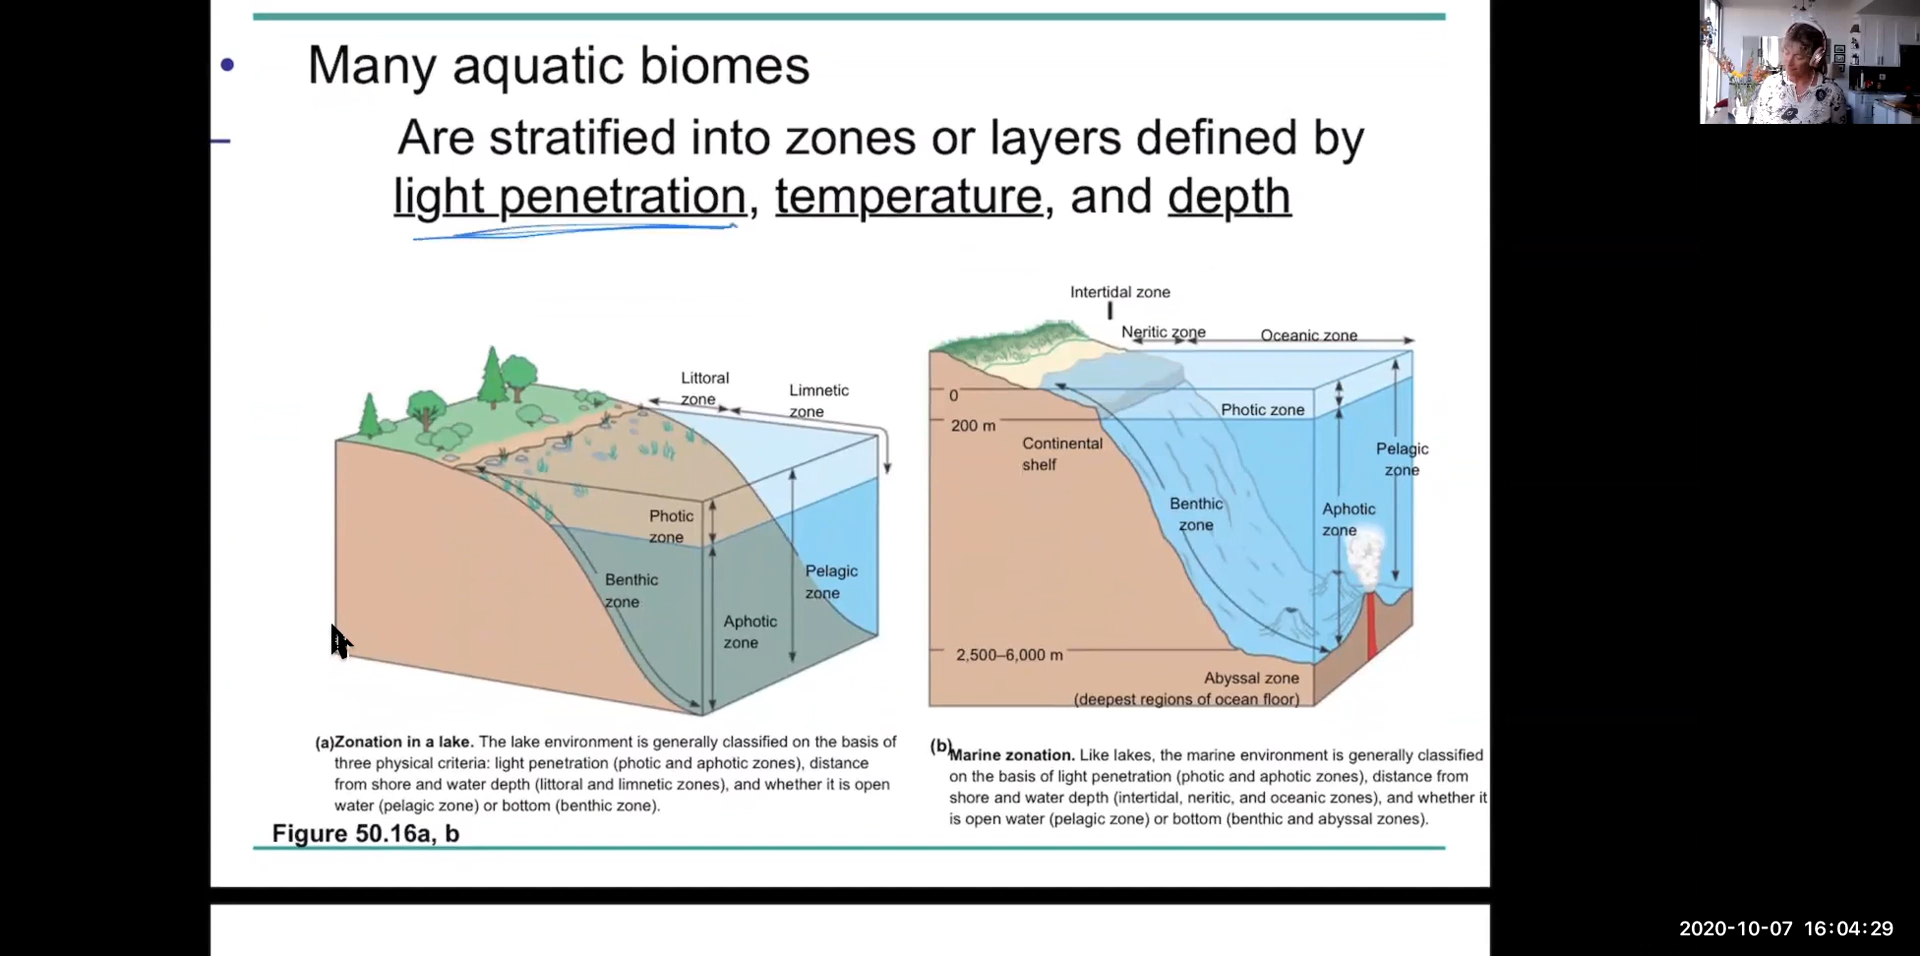 • Many aquatic biomes
– Are stratified into zones or layers defined by
light penetration, temperature, and depth
Littoral
zone
Limnetic
zone
Photic
zone
Benthic
zone
Aphotic
zone
Pelagic
zone
(a)Zonation in a lake. The lake environment is generally classified on the basis of
three physical criteria: light penetration (photic and aphotic zones), distance
from shore and water depth (littoral and limnetic zones), and whether it is open
water (pelagic zone) or bottom (benthic zone).
Intertidal zone
Neritic zone
Oceanic zone
0
Photic zone
200 m
Continental
shelf
Pelagic
zone
Benthic
zone
Aphotic
zone
2,500–6,000 m
Abyssal zone
(deepest regions of ocean floor)
(b)Marine zonation. Like lakes, the marine environment is generally classified
on the basis of light penetration (photic and aphotic zones), distance from
shore and water depth (intertidal, neritic, and oceanic zones), and whether it
is open water (pelagic zone) or bottom (benthic and abyssal zones).
Figure 50.16a, b
2020-10-07 16:04:29